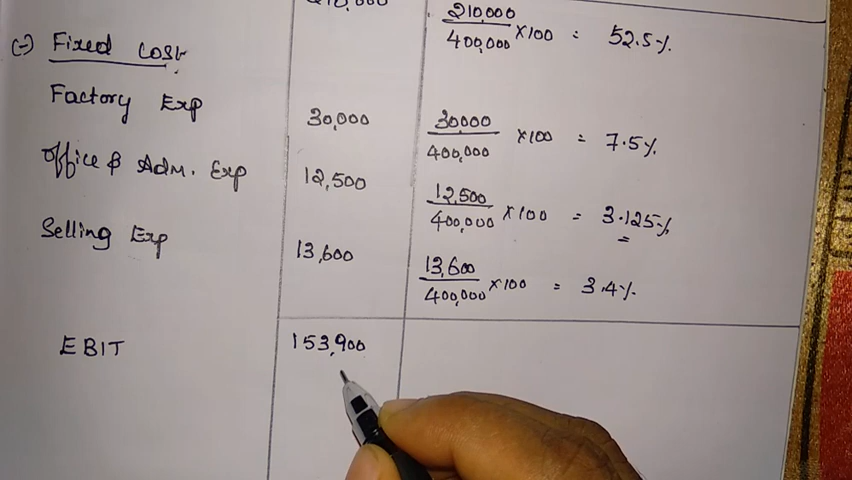 210,000 210,000/400,000 ×100 = 52.5%
(-) Fixed Cost
Factory Exp 30,000 30000/400,000 ×100 = 7.5%
Office & Adm. Exp 12,500 12,500/400,000 ×100 = 3.125%
Selling Exp 13,600 13,600/400,000 ×100 = 3.4%
EBIT 153,900